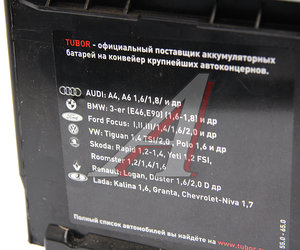 TUBOR - официальный поставщик аккумуляторных
батарей на конвейер крупнейших автоконцернов.
AUDI: A4, A6 1,6/1,8/ и др
BMW: 3-er (E46,E90) (1,6-1,8) и др
Ford Focus: I,II,III/1,4/1,6/2,0 и др
VW: Tiguan 1,4 TSI, Polo 1,6 и др
Skoda: Rapid 1,2-1,4, Yeti 1,2 FSI,
Roomster 1,2/1,4/1,6
Renault: Logan, Duster 1,6/2,0 D др
Lada: Kalina 1,6, Granta, Chevrolet-Niva 1,7
Полный список автомобилей вы найдёте на
55.0 - 65.0